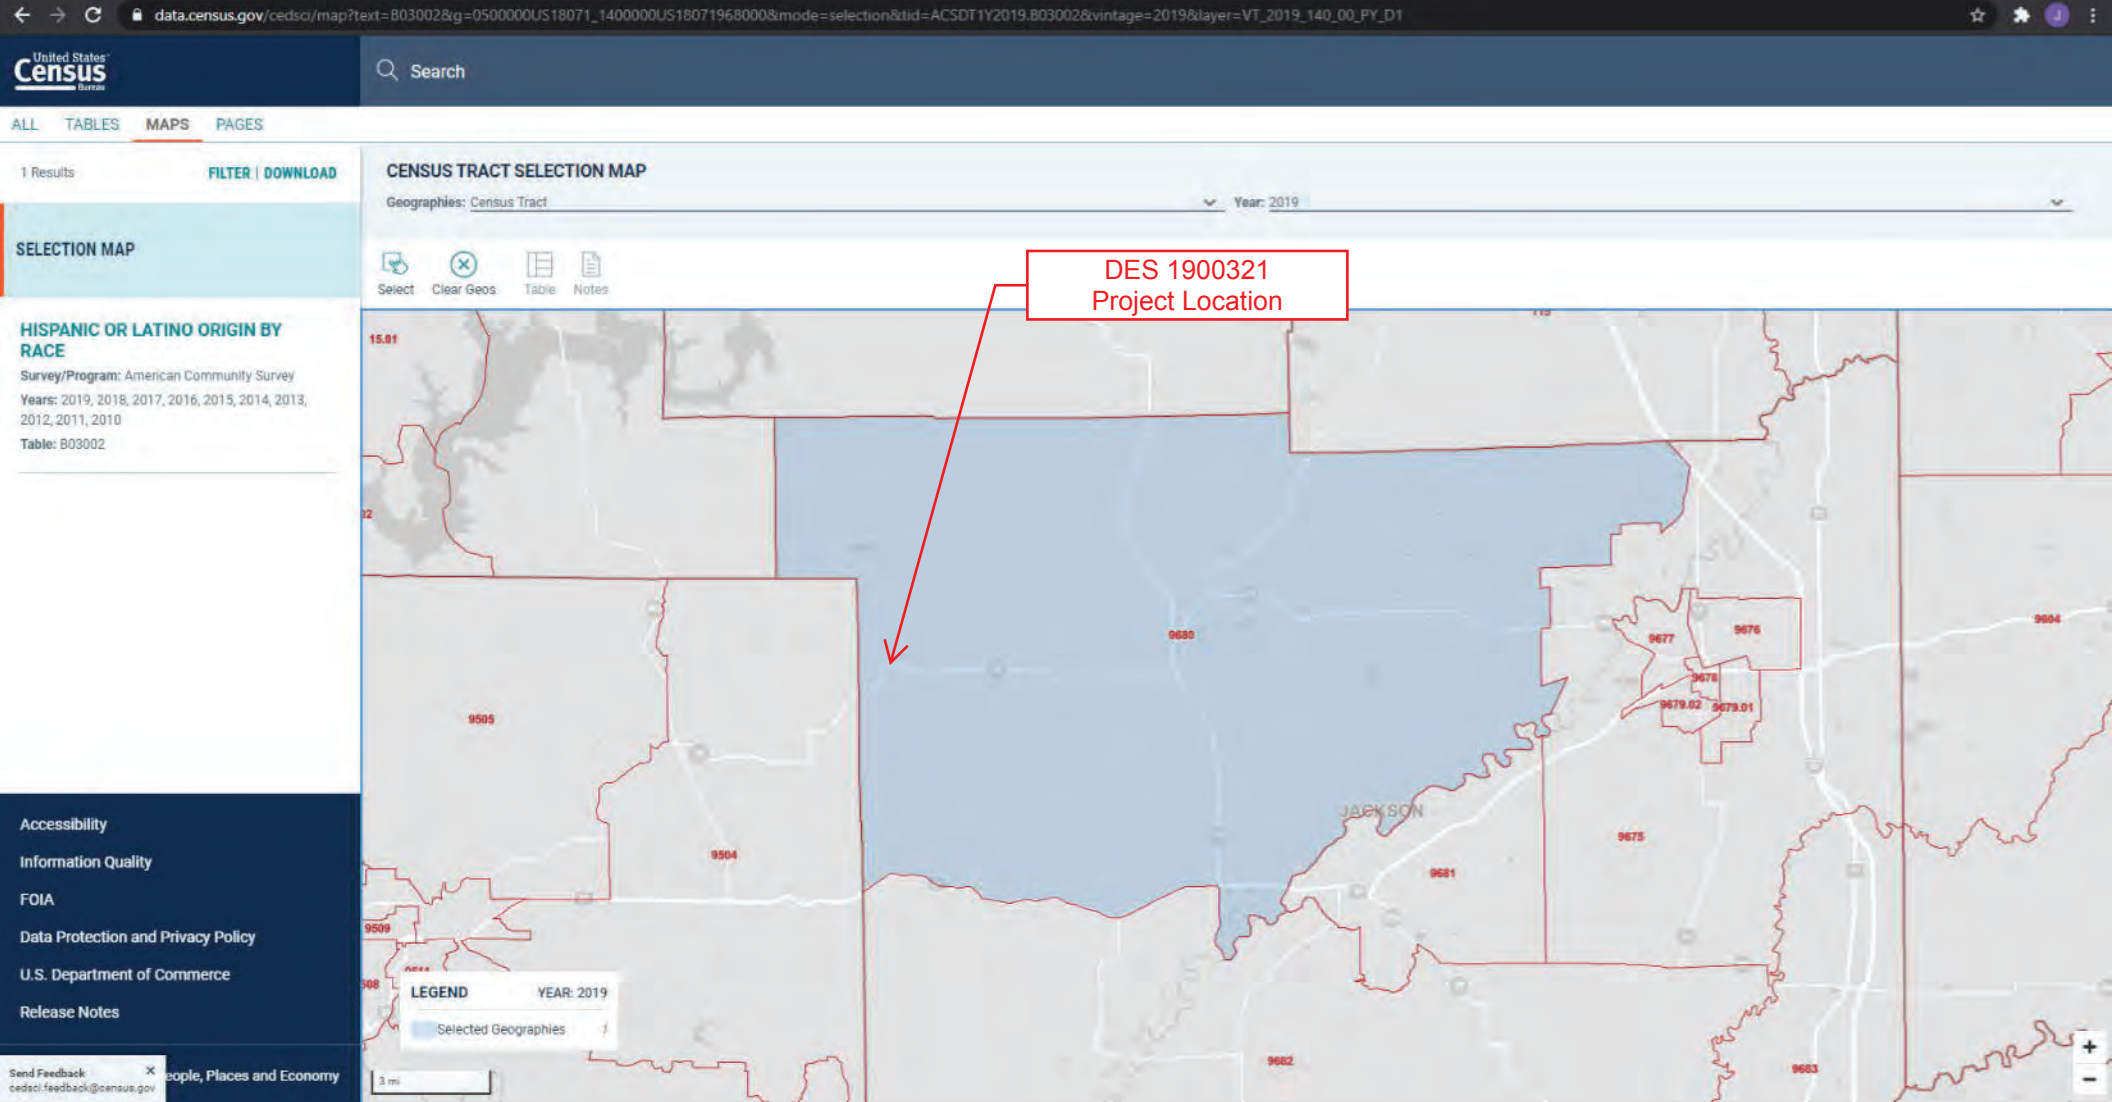 data.census.gov/cedsci/map?text=B03002&g=0500000US18071_1400000US18071968000&mode=selection&tid=ACSDT1Y2019.B03002&vintage=2019&layer=VT_2019_140_00_PY_D1
J
United States®
Census
Bureau
Search
ALL TABLES MAPS PAGES
1 Results FILTER | DOWNLOAD
SELECTION MAP
HISPANIC OR LATINO ORIGIN BY
RACE
Survey/Program: American Community Survey
Years: 2019, 2018, 2017, 2016, 2015, 2014, 2013,
2012, 2011, 2010
Table: B03002
Accessibility
Information Quality
FOIA
Data Protection and Privacy Policy
U.S. Department of Commerce
Release Notes
Send Feedback X
cedsci.feedback@census.gov
eople, Places and Economy
CENSUS TRACT SELECTION MAP
Geographies: Census Tract Year: 2019
Select Clear Geos Table Notes
DES 1900321
Project Location
15.01
02
9680
9677
9676
9604
9678
9679.02 9679.01
9505
JACKSON
9675
9504
9681
9509
9511
508
LEGEND YEAR: 2019
Selected Geographies 1
9682
9683
3 mi
+
−